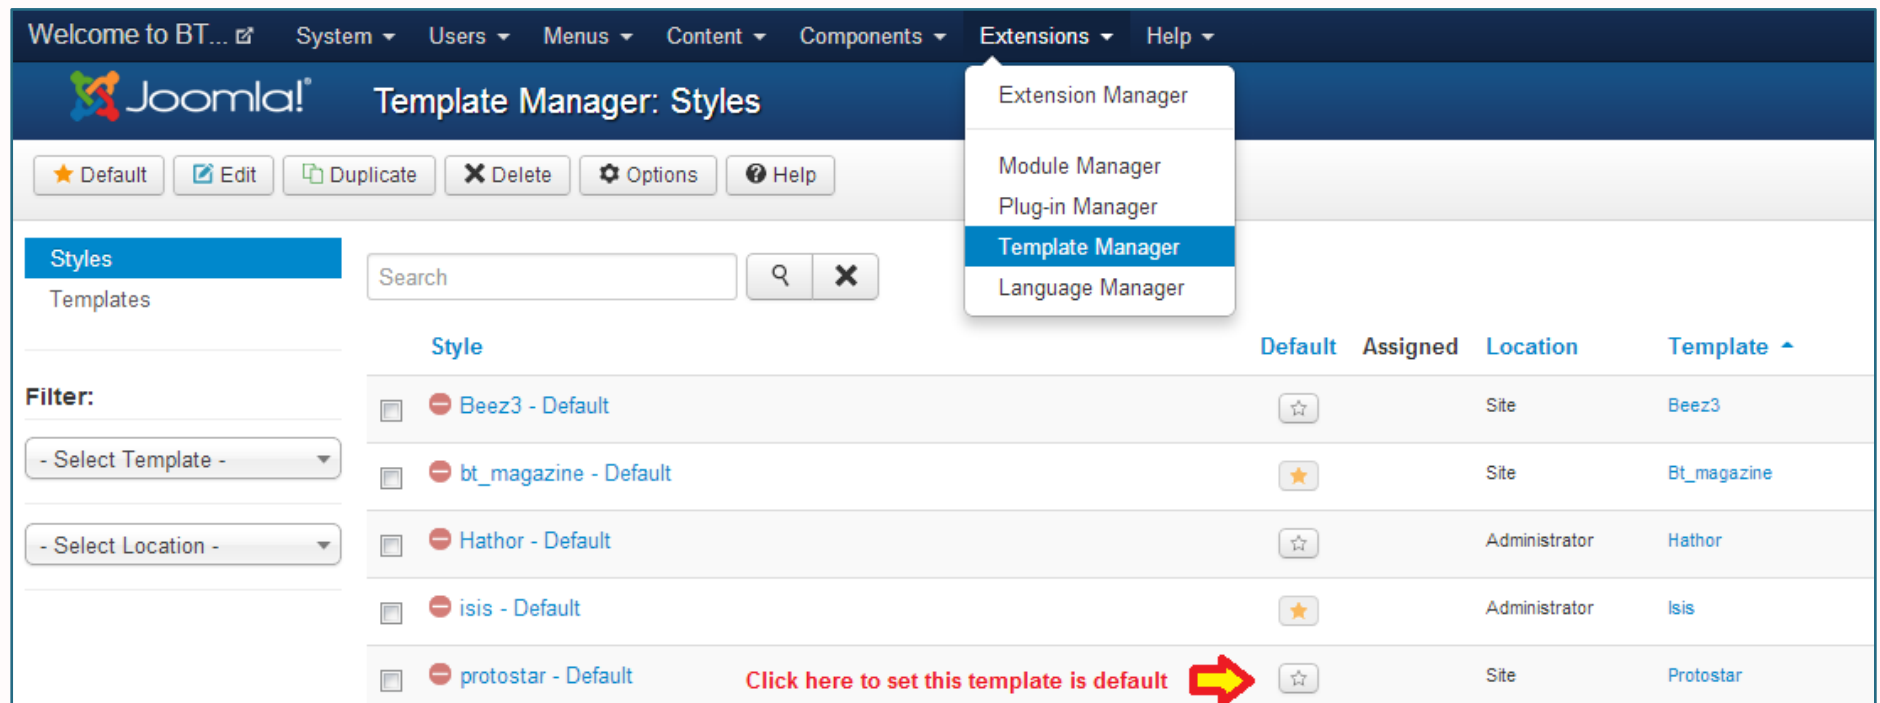 Welcome to BT... System Users Menus Content Components Extensions Help
Joomla!® Template Manager: Styles
Extension Manager
Module Manager
Plug-in Manager
Template Manager
Language Manager
Default Edit Duplicate Delete Options Help
Styles
Templates
Search
Filter:
- Select Template -
- Select Location -
Style Default Assigned Location Template
Beez3 - Default Site Beez3
bt_magazine - Default Site Bt_magazine
Hathor - Default Administrator Hathor
isis - Default Administrator Isis
protostar - Default Click here to set this template is default Site Protostar